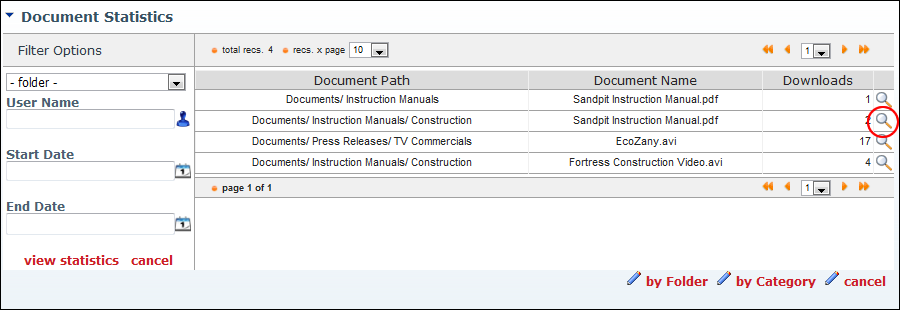 Document Statistics
Filter Options
total recs. 4 recs. x page 10 1
- folder -
User Name
Start Date
End Date
view statistics cancel
Document Path Document Name Downloads
Documents/ Instruction Manuals Sandpit Instruction Manual.pdf 1
Documents/ Instruction Manuals/ Construction Sandpit Instruction Manual.pdf 2
Documents/ Press Releases/ TV Commercials EcoZany.avi 17
Documents/ Instruction Manuals/ Construction Fortress Construction Video.avi 4
page 1 of 1 1
by Folder by Category cancel